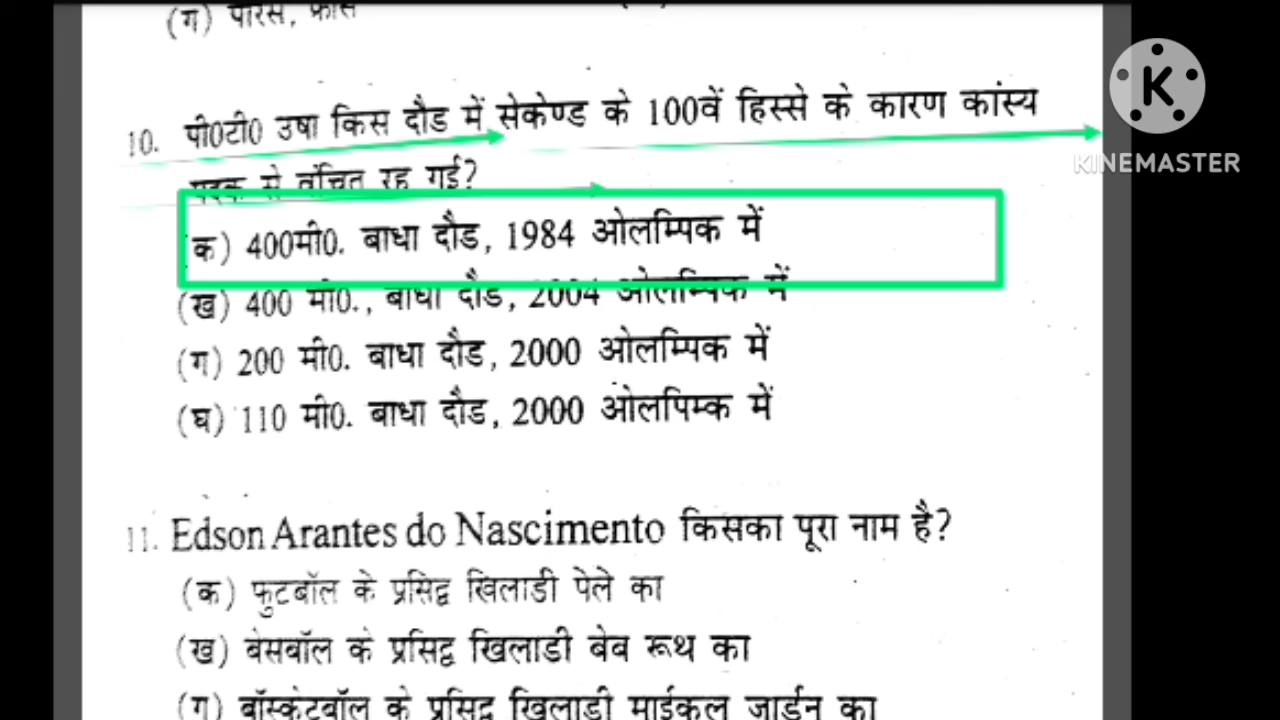 (ग) पेरिस, फ्रांस
10. पी0टी0 उषा किस दौड में सेकेण्ड के 100वें हिस्से के कारण कांस्य
पदक से वंचित रह गई?
क) 400मी0. बाधा दौड, 1984 ओलम्पिक में
(ख) 400 मी0., बाधा दौड, 2004 ओलम्पिक में
(ग) 200 मी0. बाधा दौड, 2000 ओलम्पिक में
(घ) 110 मी0. बाधा दौड, 2000 ओलपिम्क में
11. Edson Arantes do Nascimento किसका पूरा नाम है?
(क) फुटबॉल के प्रसिद्व खिलाडी पेले का
(ख) बेसबॉल के प्रसिद्व खिलाडी बेब रूथ का
(ग) बॉस्केटबॉल के प्रसिद्व खिलाडी माईकल जार्डन का
K
KINEMASTER